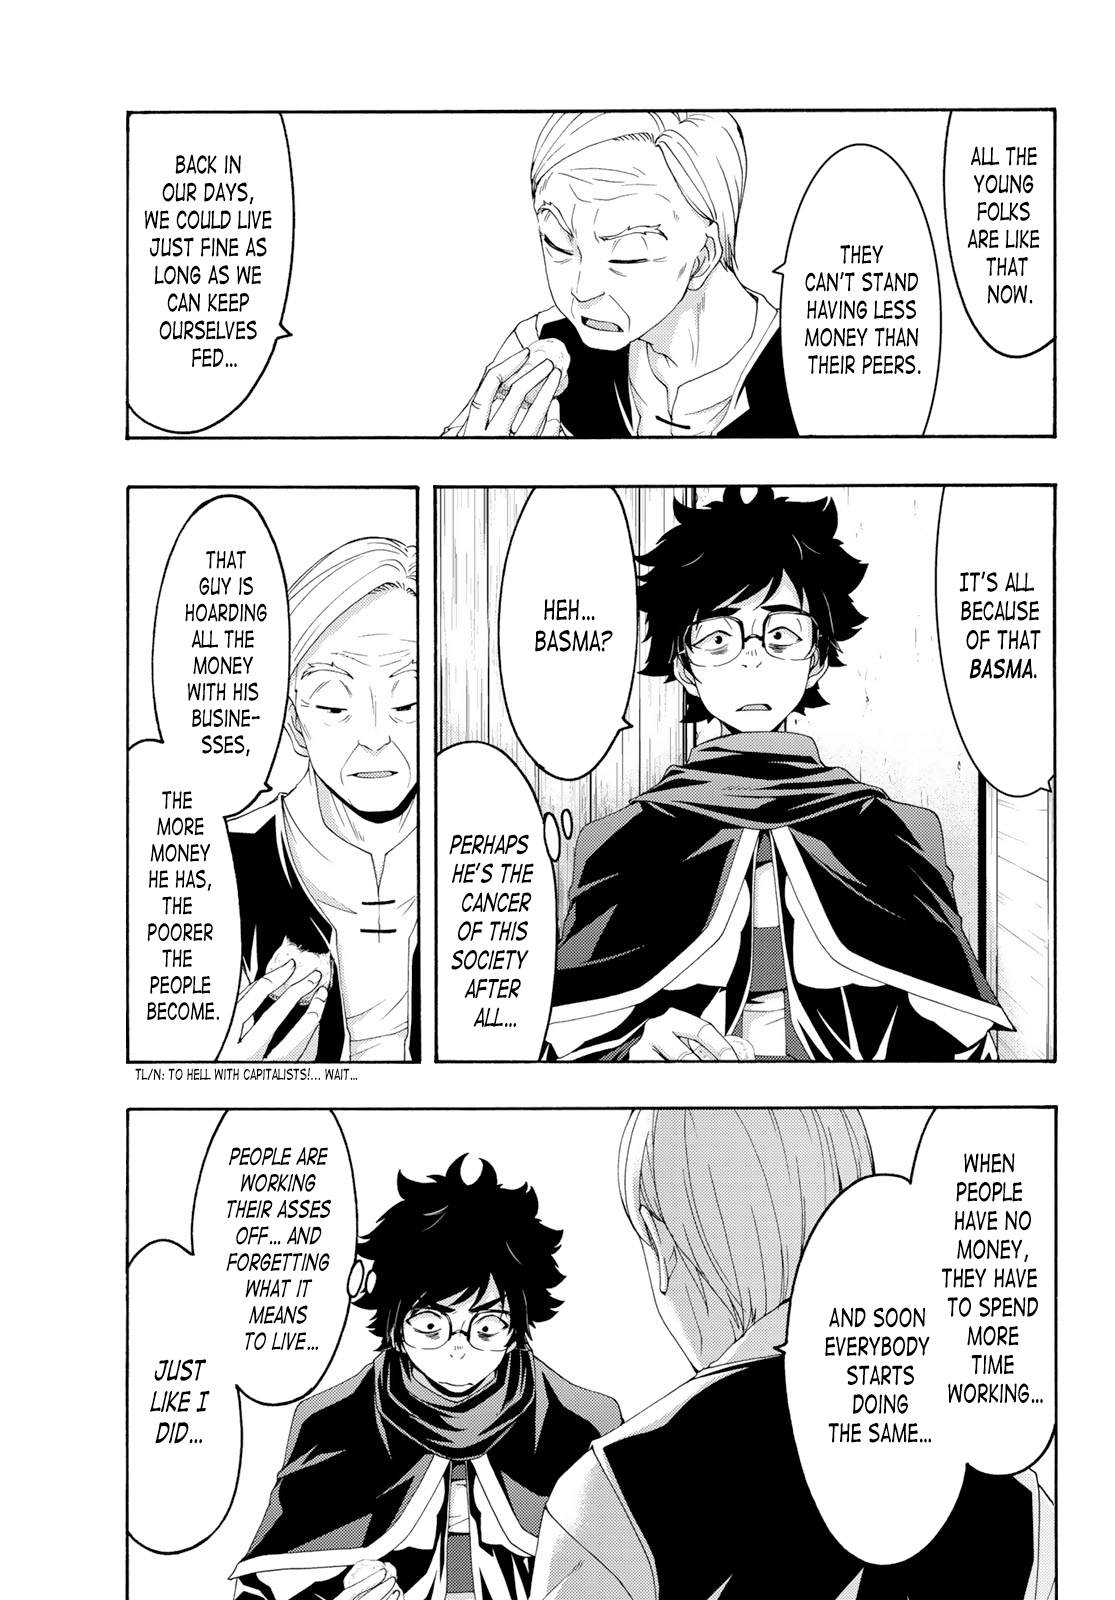 ALL THE
YOUNG
FOLKS
ARE LIKE
THAT
NOW.
THEY
CAN'T STAND
HAVING LESS
MONEY THAN
THEIR PEERS.
BACK IN
OUR DAYS,
WE COULD LIVE
JUST FINE AS
LONG AS WE
CAN KEEP
OURSELVES
FED...
IT'S ALL
BECAUSE
OF THAT
BASMA.
HEH...
BASMA?
PERHAPS
HE'S THE
CANCER
OF THIS
SOCIETY
AFTER
ALL...
THAT
GUY IS
HOARDING
ALL THE
MONEY
WITH HIS
BUSINE-
SSES,
THE
MORE
MONEY
HE HAS,
THE
POORER
THE
PEOPLE
BECOME.
TL/N: TO HELL WITH CAPITALISTS!... WAIT...
WHEN
PEOPLE
HAVE NO
MONEY,
THEY HAVE
TO SPEND
MORE
TIME
WORKING...
AND SOON
EVERYBODY
STARTS
DOING
THE SAME...
PEOPLE ARE
WORKING
THEIR ASSES
OFF... AND
FORGETTING
WHAT IT
MEANS
TO LIVE...
JUST
LIKE I
DID...